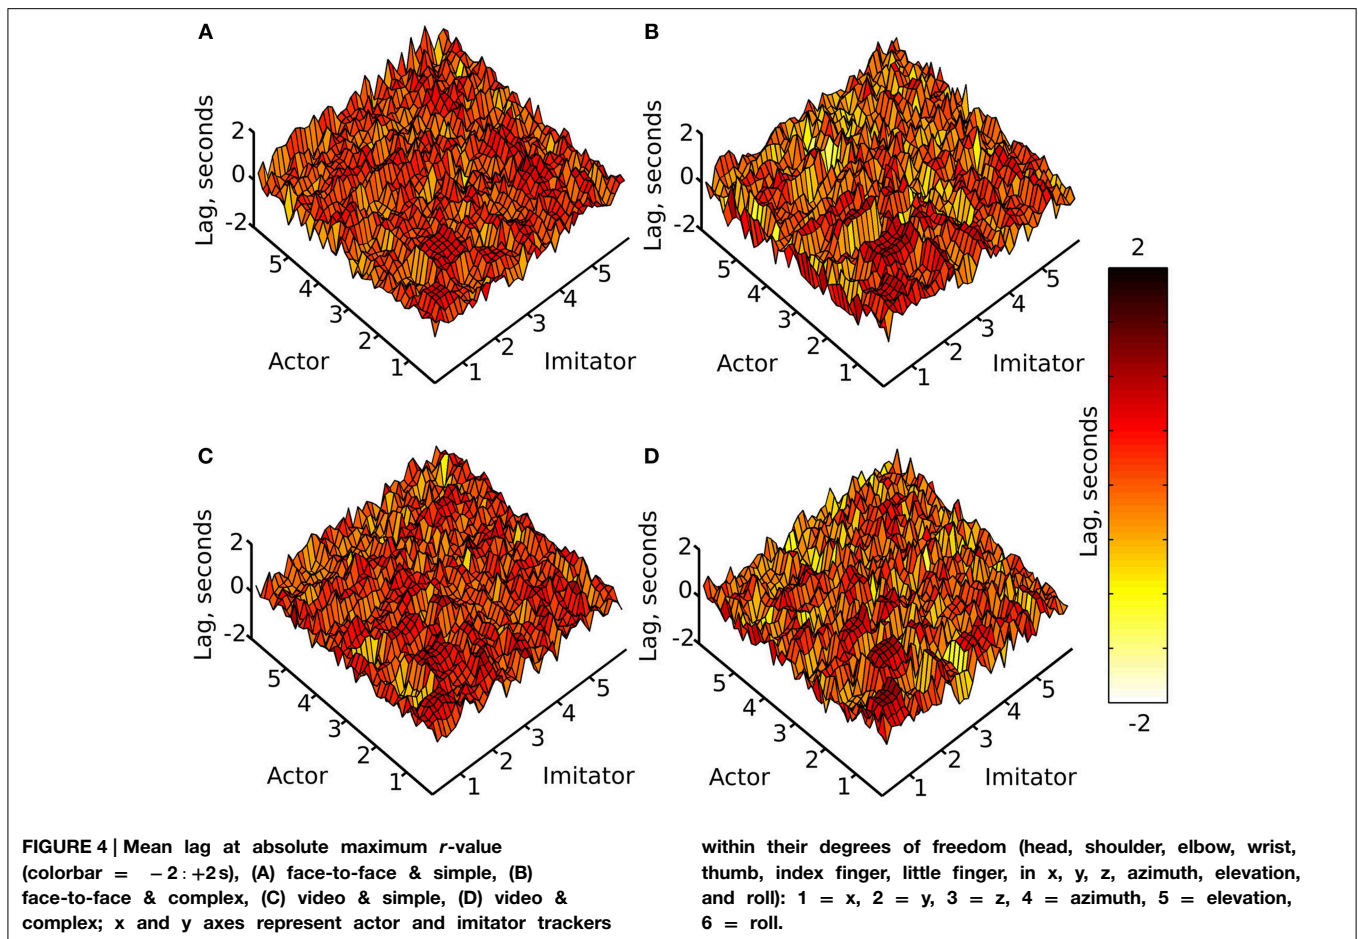 A
B
Lag, seconds
2
0
-2
5
4
3
2
1
Actor
1
2
3
4
5
Imitator
Lag, seconds
2
0
-2
5
4
3
2
1
Actor
1
2
3
4
5
Imitator
2
Lag, seconds
-2
C
D
Lag, seconds
2
0
-2
5
4
3
2
1
Actor
1
2
3
4
5
Imitator
Lag, seconds
2
0
-2
5
4
3
2
1
Actor
1
2
3
4
5
Imitator
FIGURE 4 | Mean lag at absolute maximum r-value
(colorbar = −2 : +2 s), (A) face-to-face & simple, (B)
face-to-face & complex, (C) video & simple, (D) video &
complex; x and y axes represent actor and imitator trackers
within their degrees of freedom (head, shoulder, elbow, wrist,
thumb, index finger, little finger, in x, y, z, azimuth, elevation,
and roll): 1 = x, 2 = y, 3 = z, 4 = azimuth, 5 = elevation,
6 = roll.